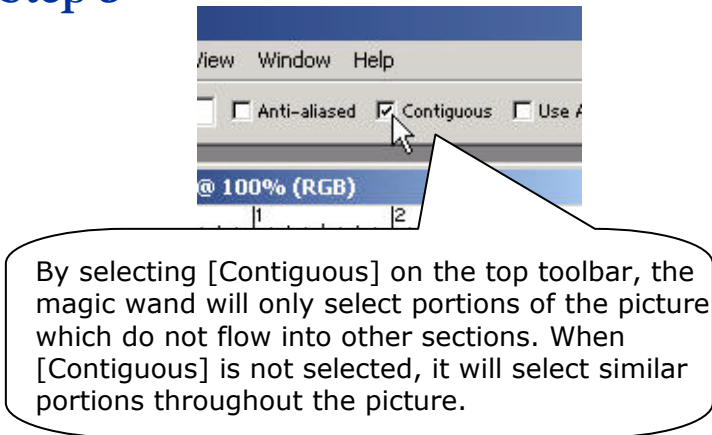 View Window Help
Anti-aliased Contiguous Use
@ 100% (RGB)
1 2
By selecting [Contiguous] on the top toolbar, the
magic wand will only select portions of the picture
which do not flow into other sections. When
[Contiguous] is not selected, it will select similar
portions throughout the picture.